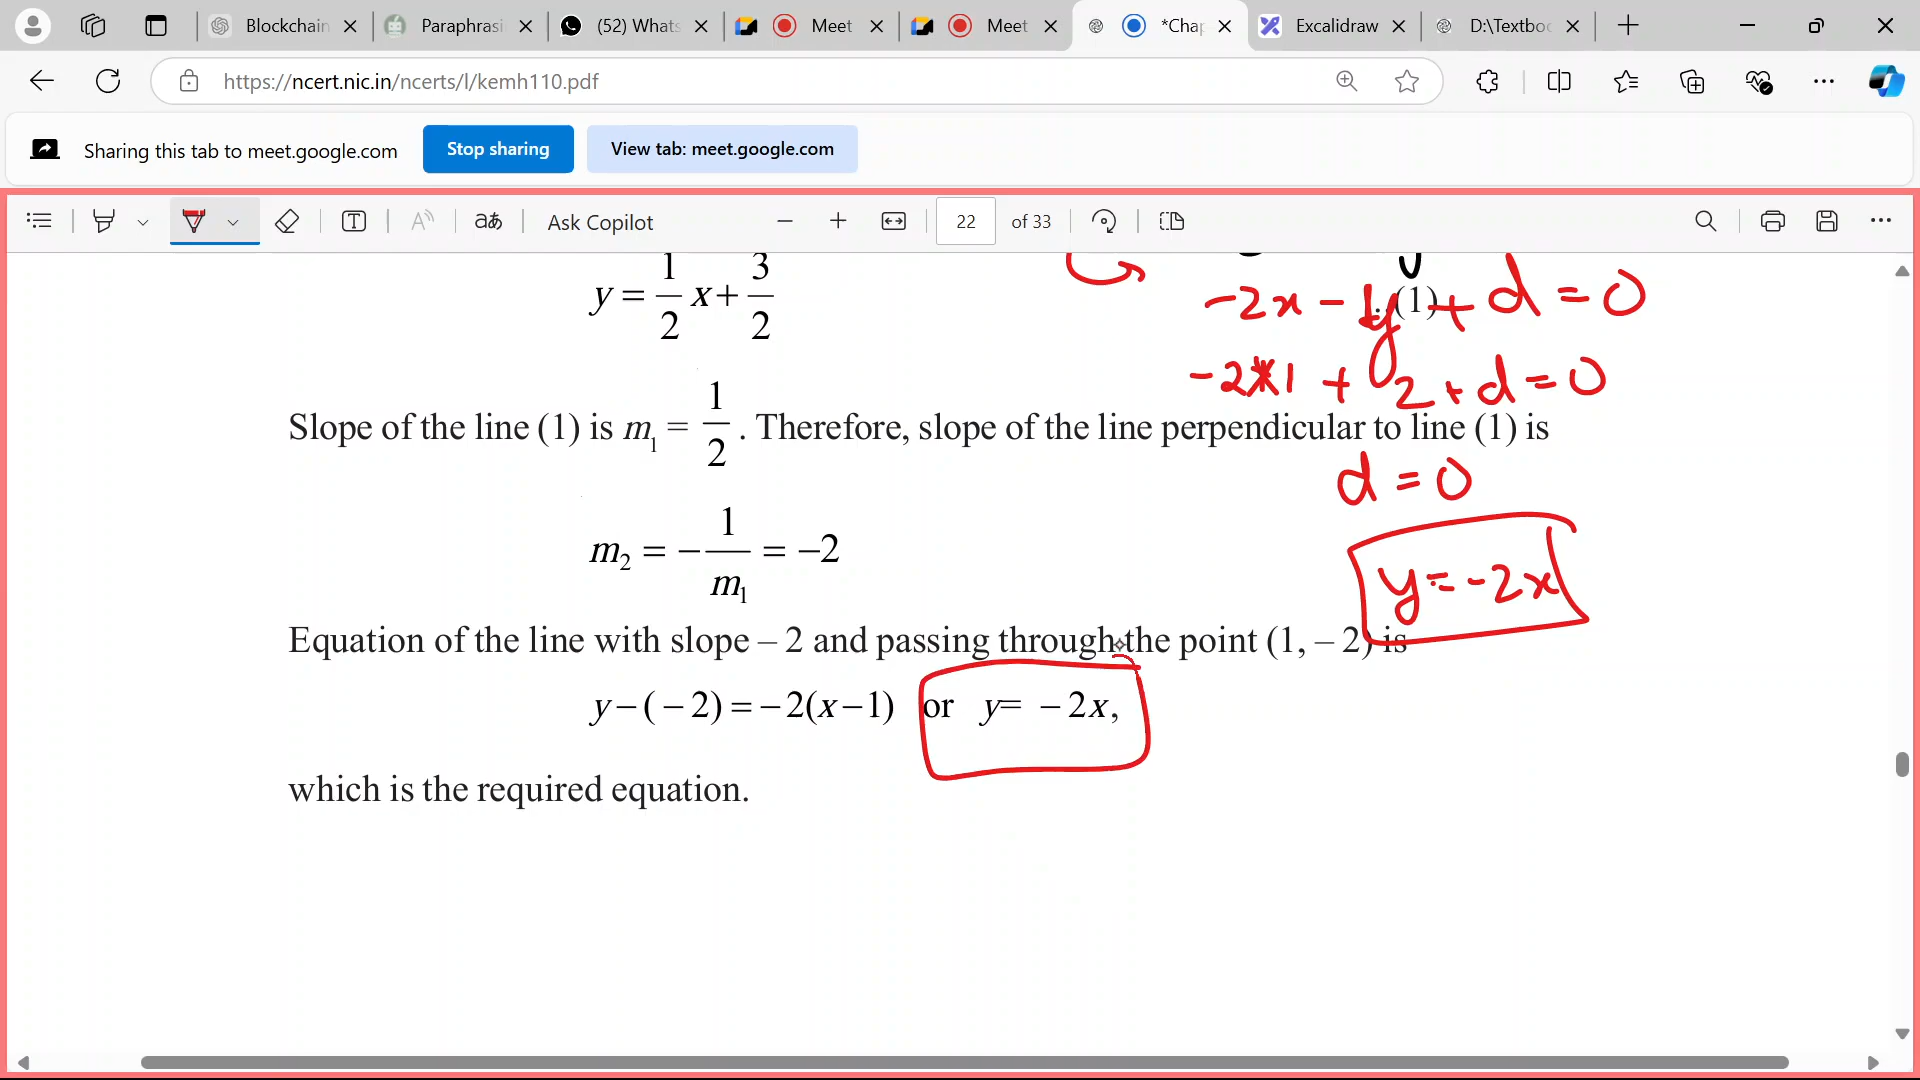 Blockchain
Paraphrasi
(52) Whats
Meet
Meet
*Chap
Excalidraw
D:\Textboo
https://ncert.nic.in/ncerts/l/kemh110.pdf
Sharing this tab to meet.google.com
Stop sharing
View tab: meet.google.com
Ask Copilot
22 of 33
y = 1/2 x + 3/2
...(1)
-2x - 1y + d = 0
-2*1 + 2 + d = 0
Slope of the line (1) is m₁ = 1/2 . Therefore, slope of the line perpendicular to line (1) is
d = 0
m₂ = − 1/m₁ = −2
y = -2x
Equation of the line with slope – 2 and passing through the point (1, – 2) is
y − (− 2) = − 2(x − 1) or y= − 2x,
which is the required equation.